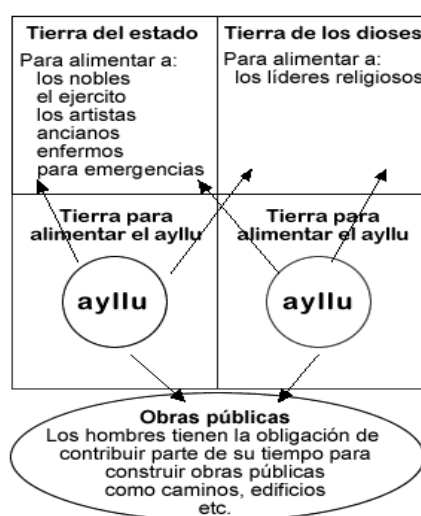 Tierra del estado
Para alimentar a:
los nobles
el ejercito
los artistas
ancianos
enfermos
para emergencias
Tierra de los dioses
Para alimentar a:
los líderes religiosos
Tierra para
alimentar el ayllu
ayllu
Tierra para
alimentar el ayllu
ayllu
Obras públicas
Los hombres tienen la obligación de
contribuir parte de su tiempo para
construir obras públicas
como caminos, edificios
etc.